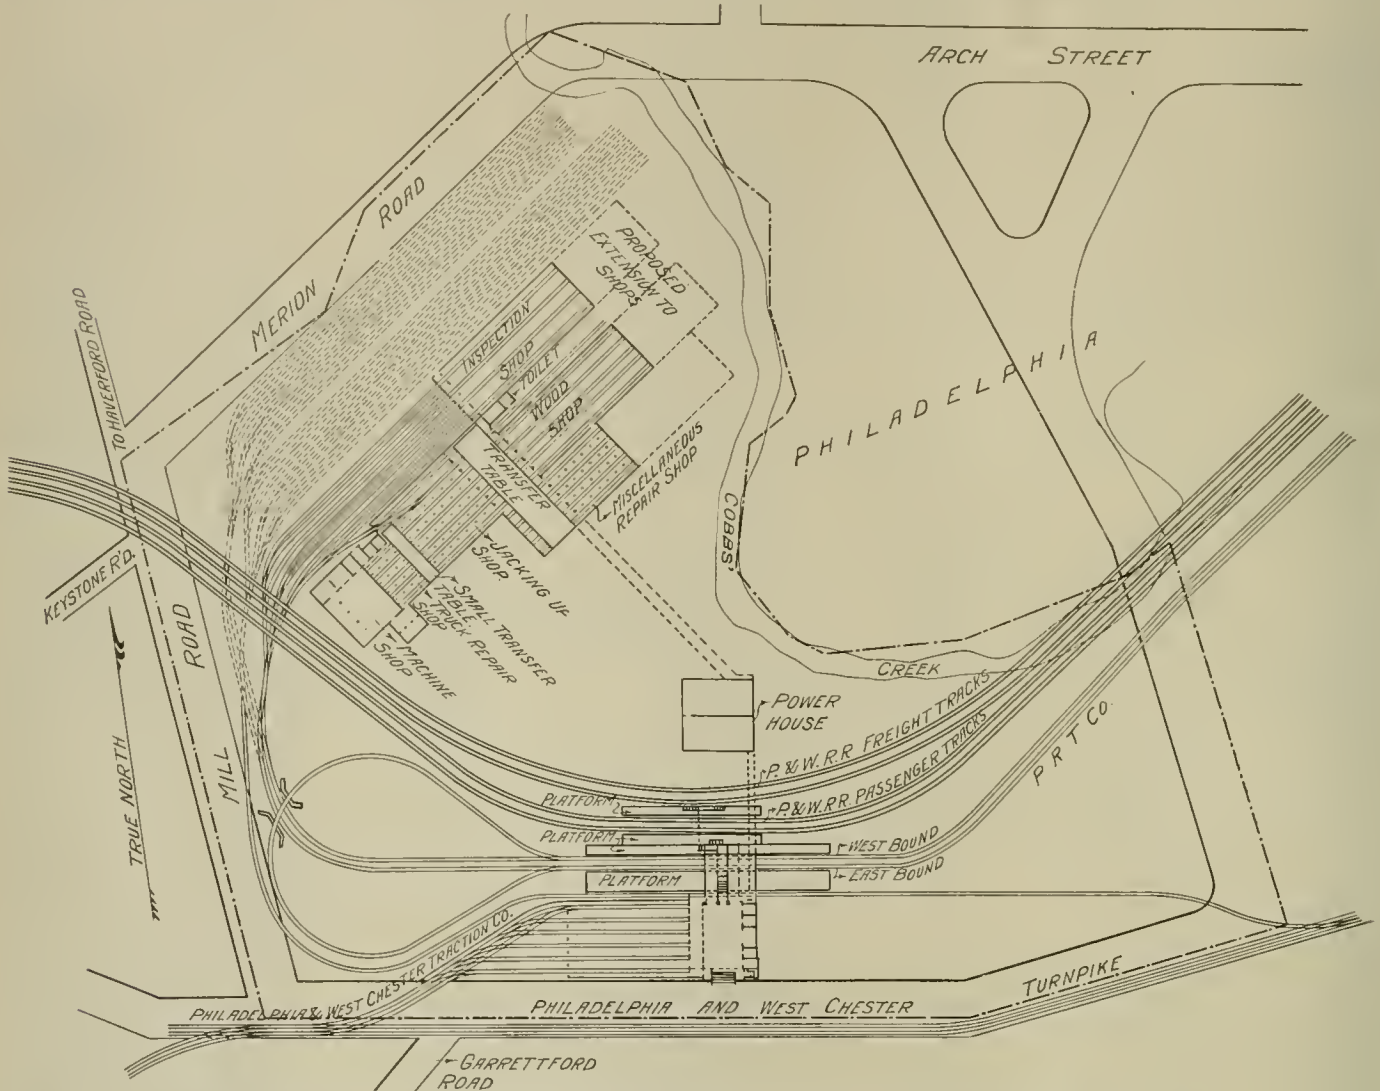 ARCH STREET
MERION ROAD
PROPOSED
EXTENSION TO
SHOPS
TO HAVERFORD ROAD
INSPECTION
SHOP
TOILET
WOOD
SHOP
PHILADELPHIA
TRANSFER
TABLE
MISCELLANEOUS
REPAIR SHOP
COBBS'
CREEK
JACKING UP
SHOP.
KEYSTONE R'D.
SMALL TRANSFER
TABLE
TRUCK REPAIR
SHOP
MACHINE
SHOP
MILL ROAD
TRUE NORTH
POWER
HOUSE
P. & W. R.R. FREIGHT TRACKS
P. & W. R.R. PASSENGER TRACKS
P R T CO.
PLATFORM
PLATFORM
WEST BOUND
EAST BOUND
PLATFORM
PHILADELPHIA & WEST CHESTER TRACTION CO.
PHILADELPHIA AND WEST CHESTER TURNPIKE
GARRETTFORD
ROAD